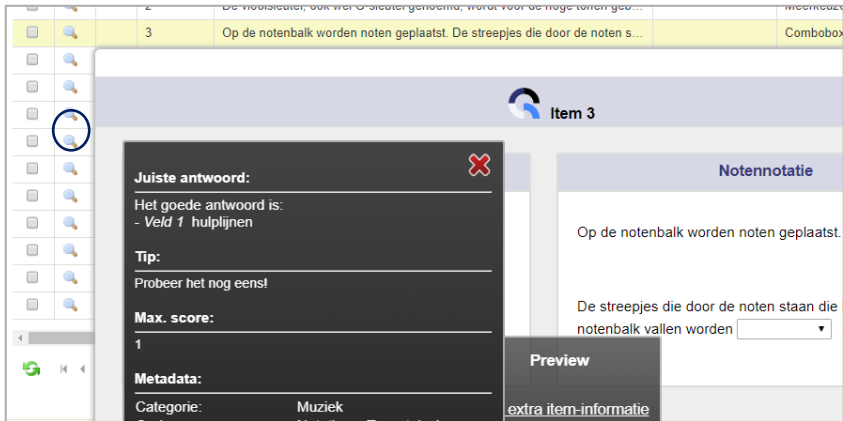 2 De vioolsleutel, ook wel G-sleutel genoemd, wordt voor de hoge tonen geb...
3 Op de notenbalk worden noten geplaatst. De streepjes die door de noten s... Combobox
Item 3
Juiste antwoord:
Het goede antwoord is:
- Veld 1 hulplijnen
Tip:
Probeer het nog eens!
Max. score:
1
Metadata:
Categorie: Muziek
Notennotatie
Op de notenbalk worden noten geplaatst.
De streepjes die door de noten staan die
notenbalk vallen worden
Preview
extra item-informatie